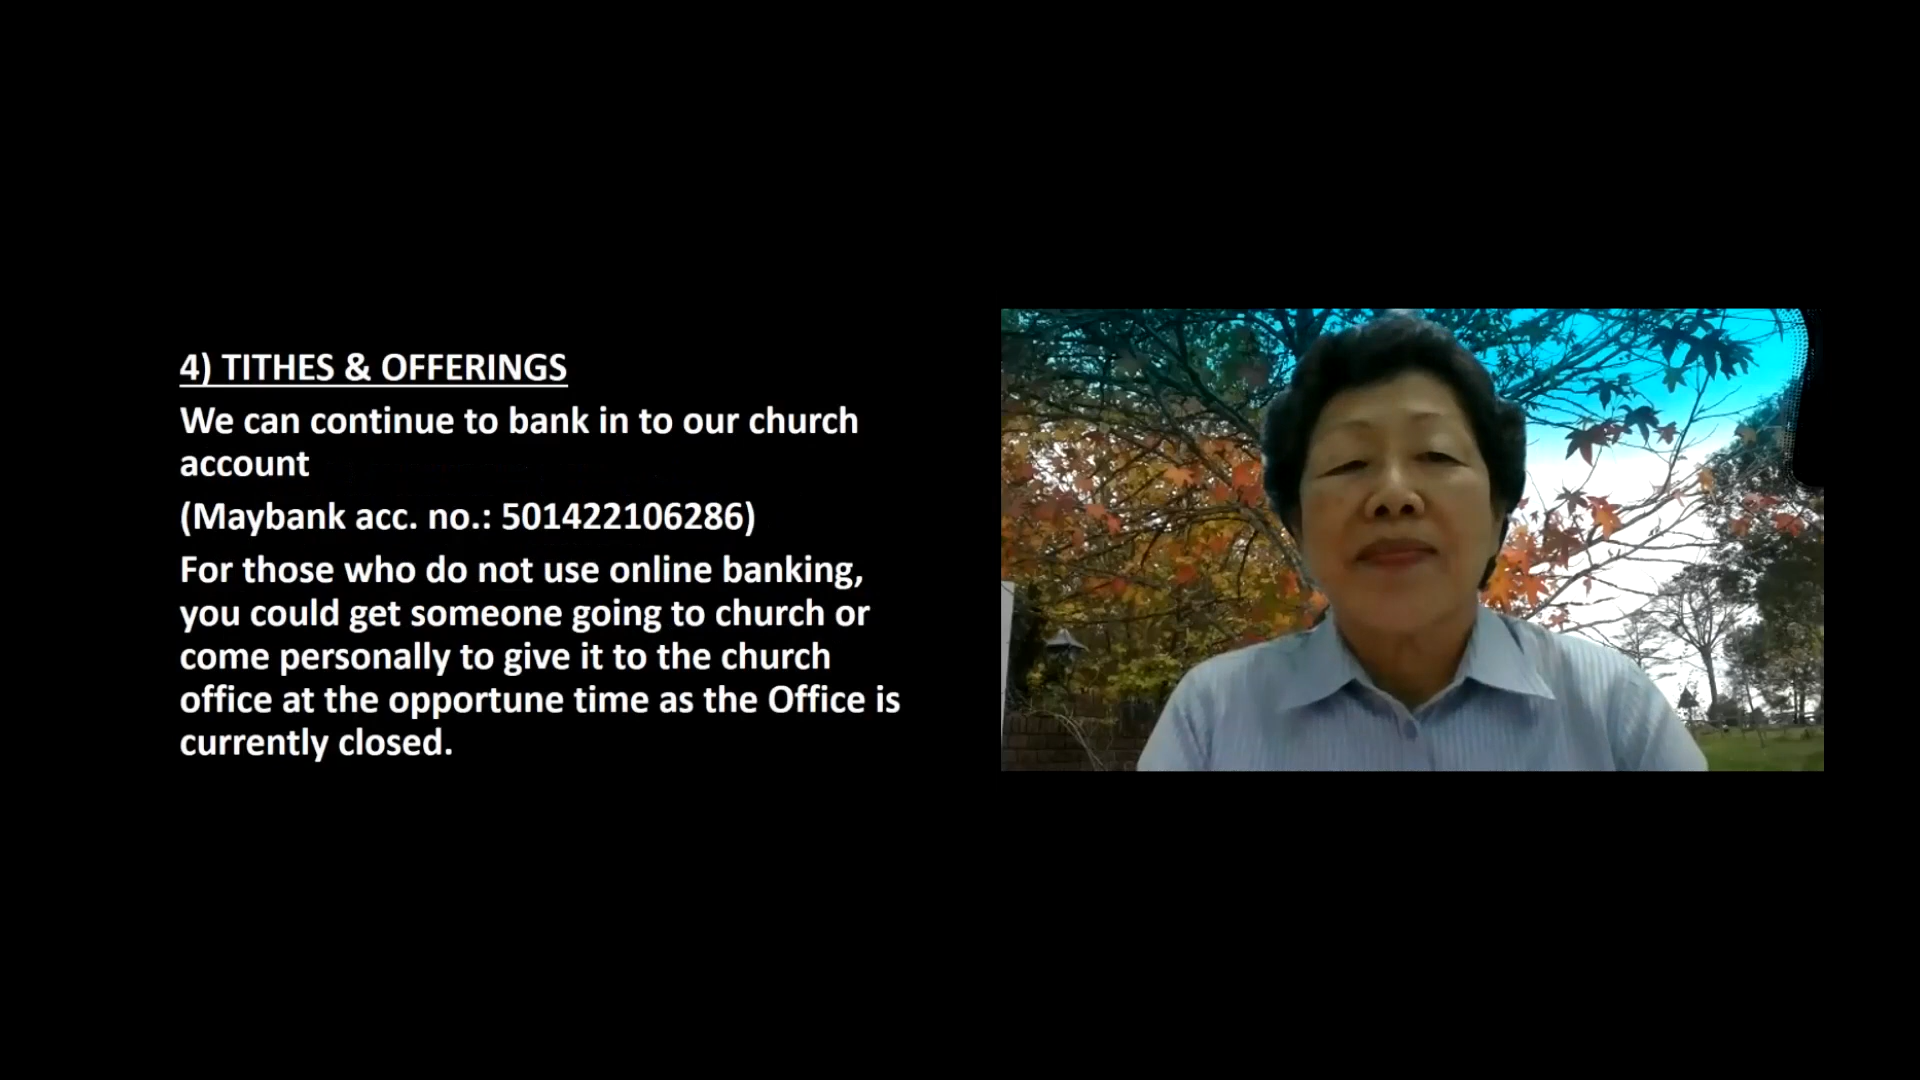 4) TITHES & OFFERINGS
We can continue to bank in to our church
account
(Maybank acc. no.: 501422106286)
For those who do not use online banking,
you could get someone going to church or
come personally to give it to the church
office at the opportune time as the Office is
currently closed.